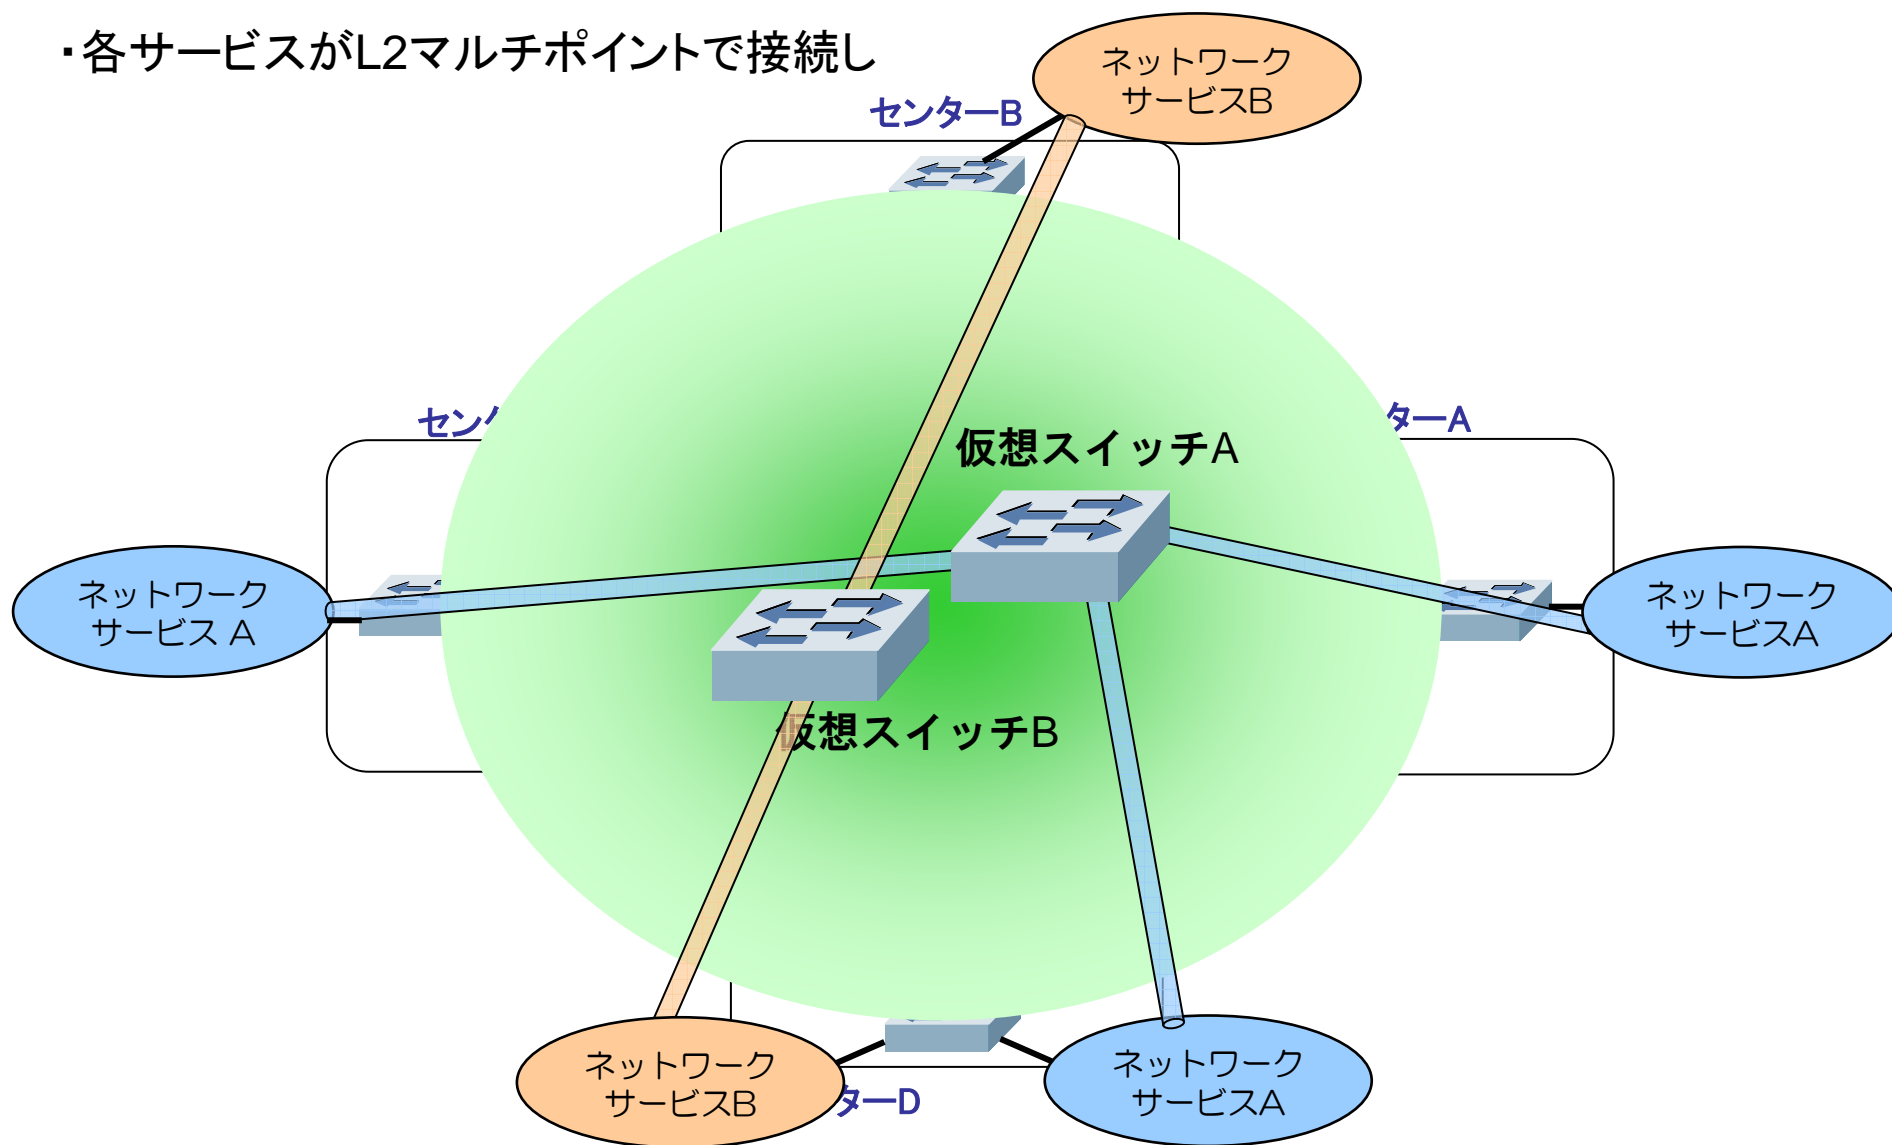 ・各サービスがL2マルチポイントで接続し
ネットワーク
サービスB
センターB
セン
ターA
仮想スイッチA
ネットワーク
サービス A
ネットワーク
サービスA
仮想スイッチB
ネットワーク
サービスB
ネットワーク
サービスA
ターD